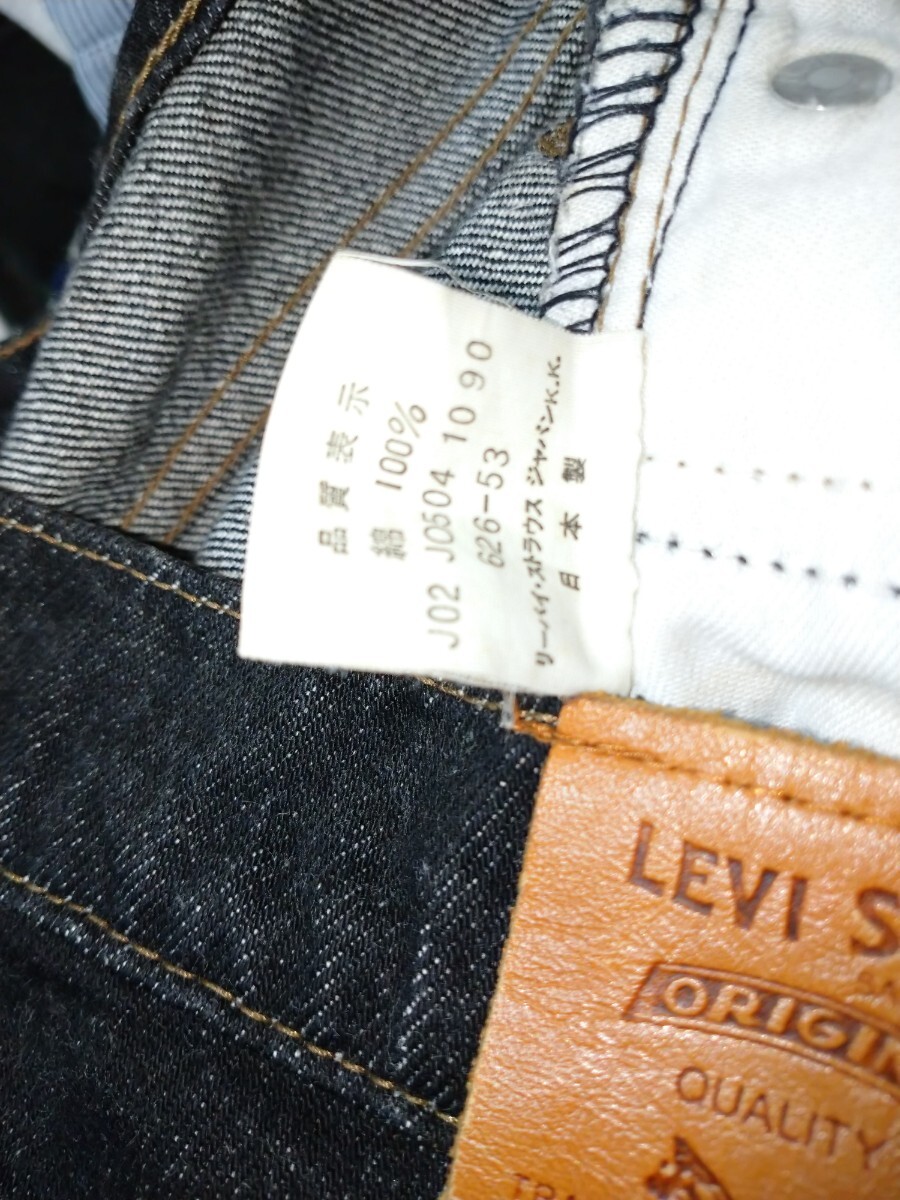 品質表示
綿 100%
J02 J0504 10 90
626-53
リーバイ・ストラウス ジャパンK.K.
日本製
LEVI S
ORIGIN
QUALITY
TRA